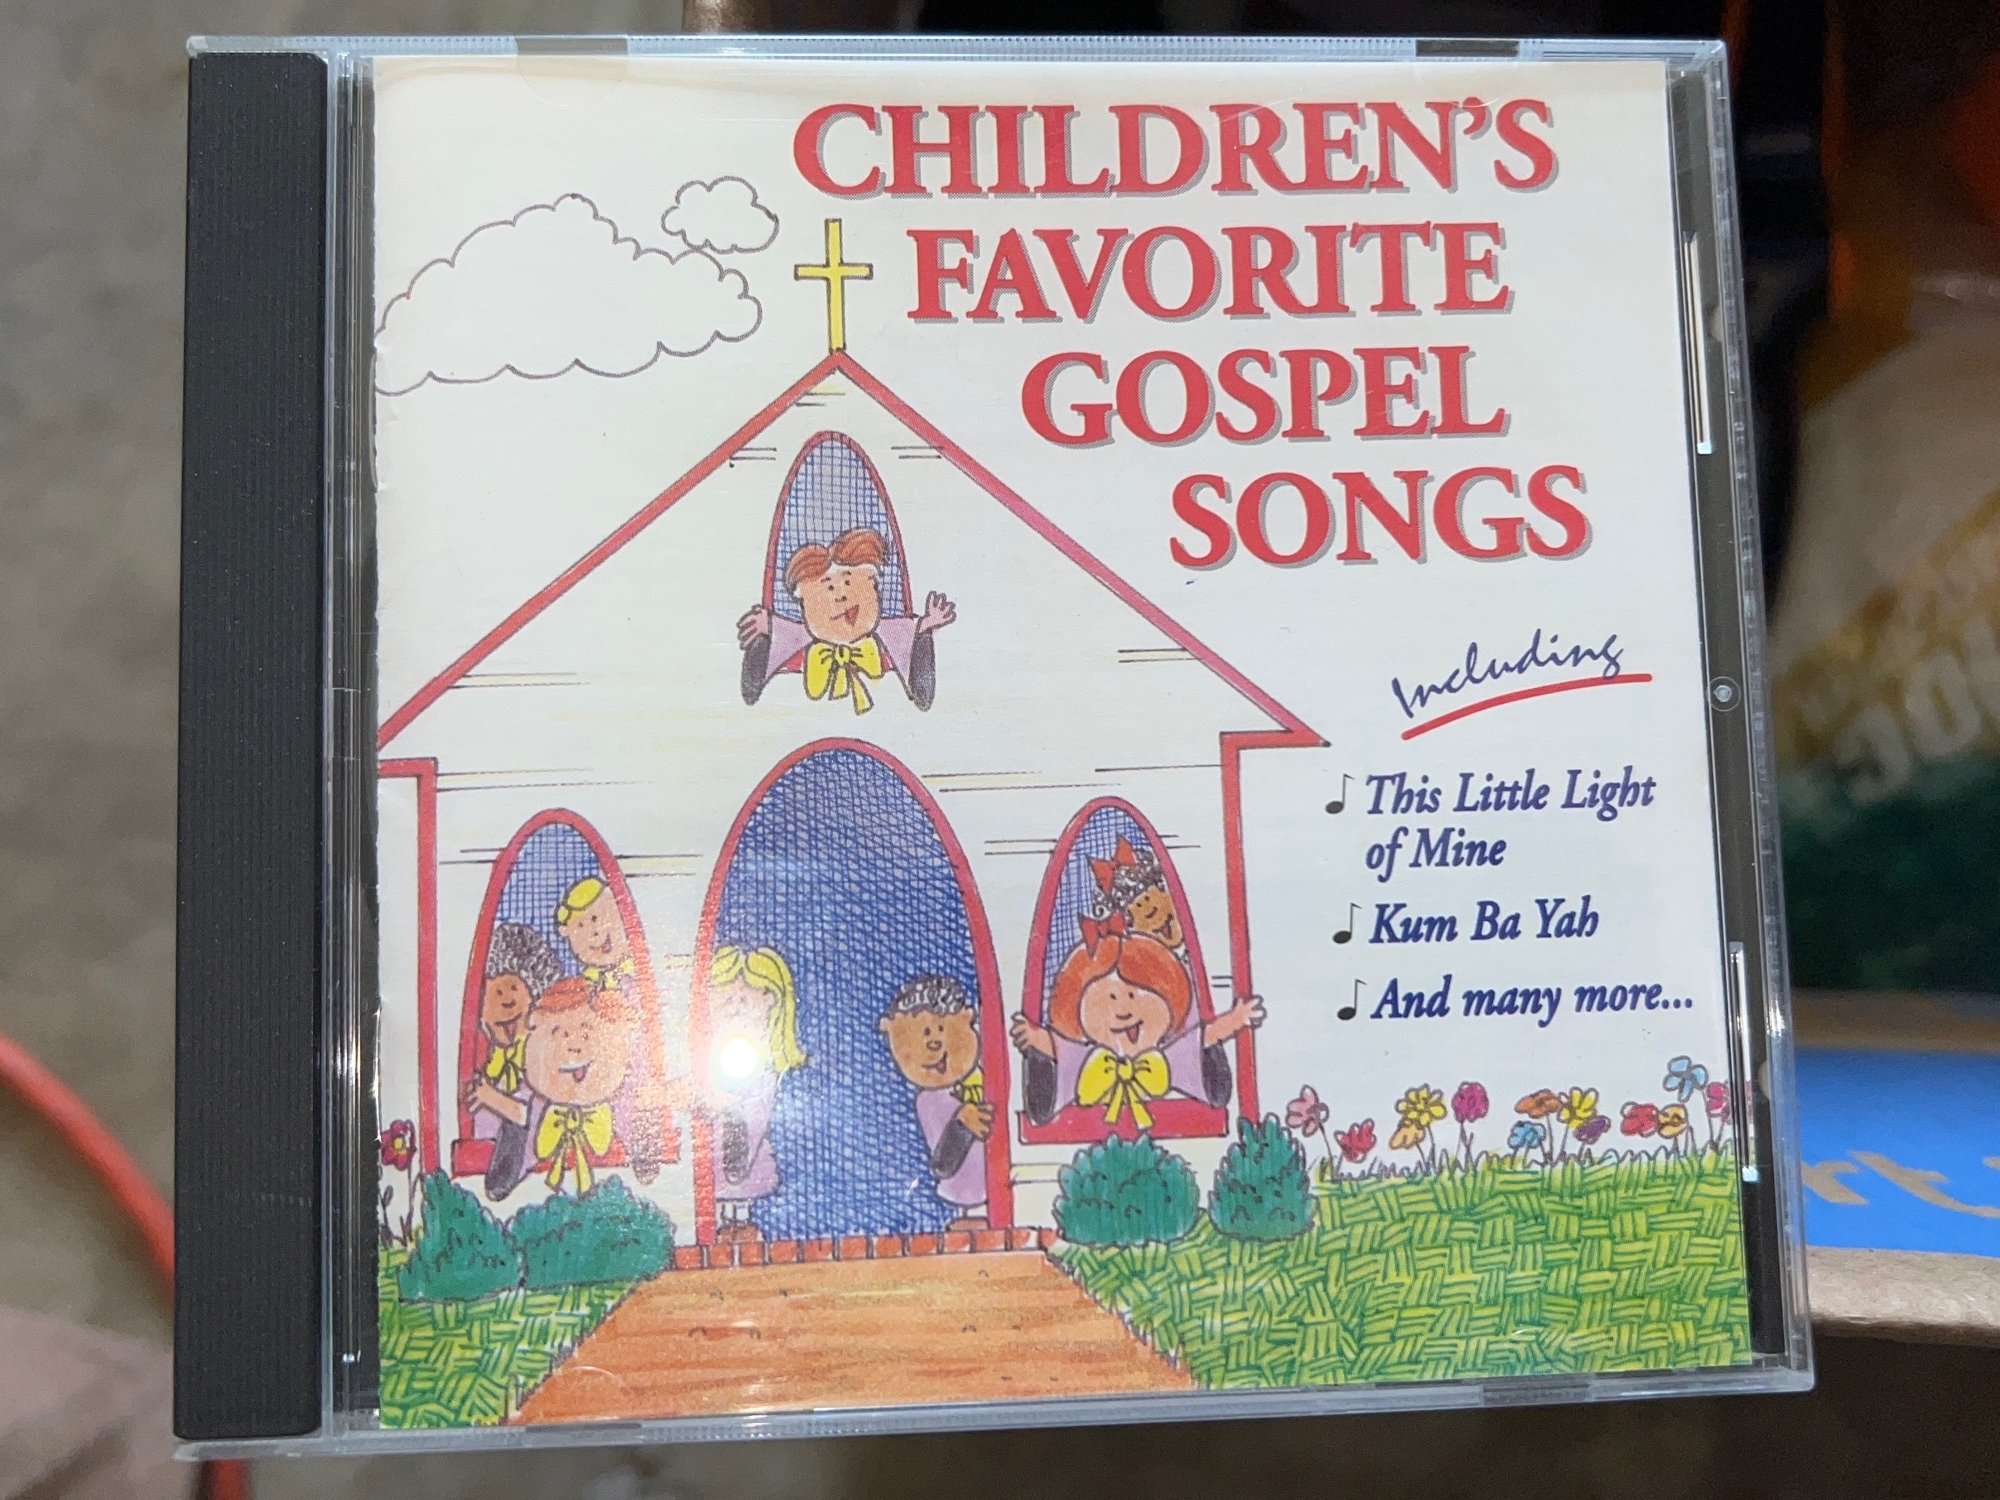 CHILDREN'S
FAVORITE
GOSPEL
SONGS
Including
This Little Light
of Mine
Kum Ba Yah
And many more...